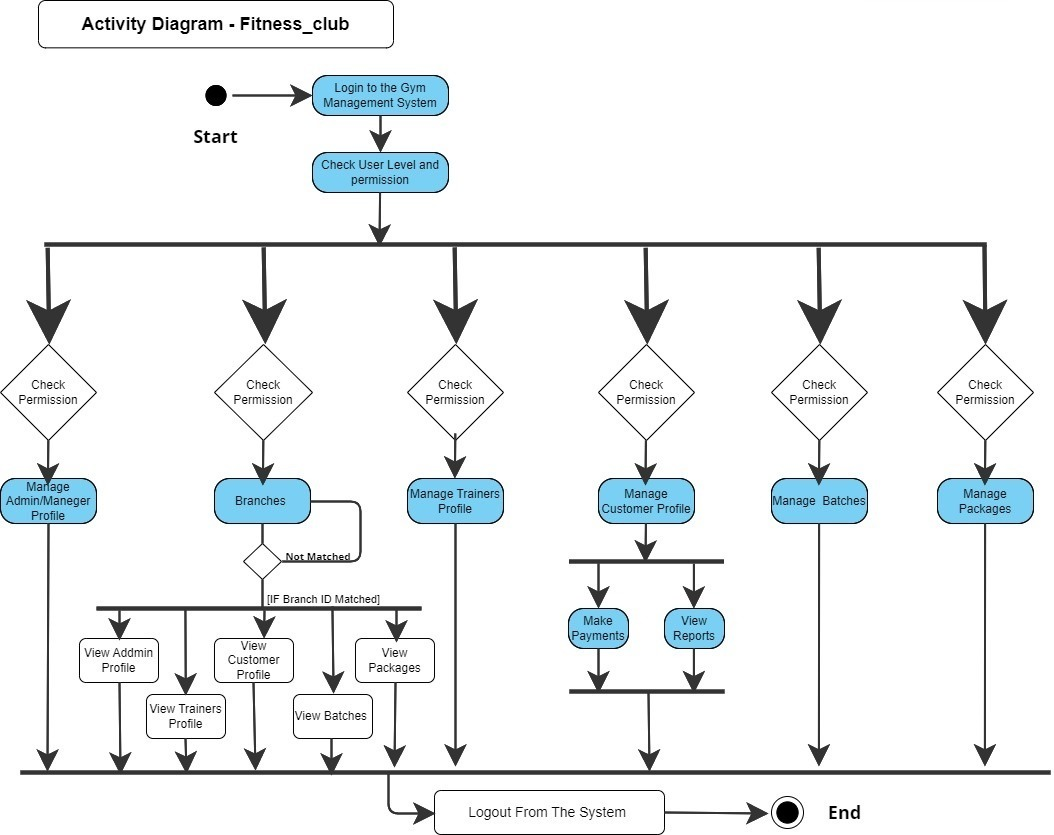 Activity Diagram - Fitness_club
Login to the Gym
Management System
Start
Check User Level and
permission
Check
Permission
Check
Permission
Check
Permission
Check
Permission
Check
Permission
Check
Permission
Manage
Admin/Maneger
Profile
Branches
Manage Trainers
Profile
Manage
Customer Profile
Manage Batches
Manage
Packages
Not Matched
[IF Branch ID Matched]
Make
Payments
View
Reports
View Addmin
Profile
View
Customer
Profile
View
Packages
View Trainers
Profile
View Batches
Logout From The System
End